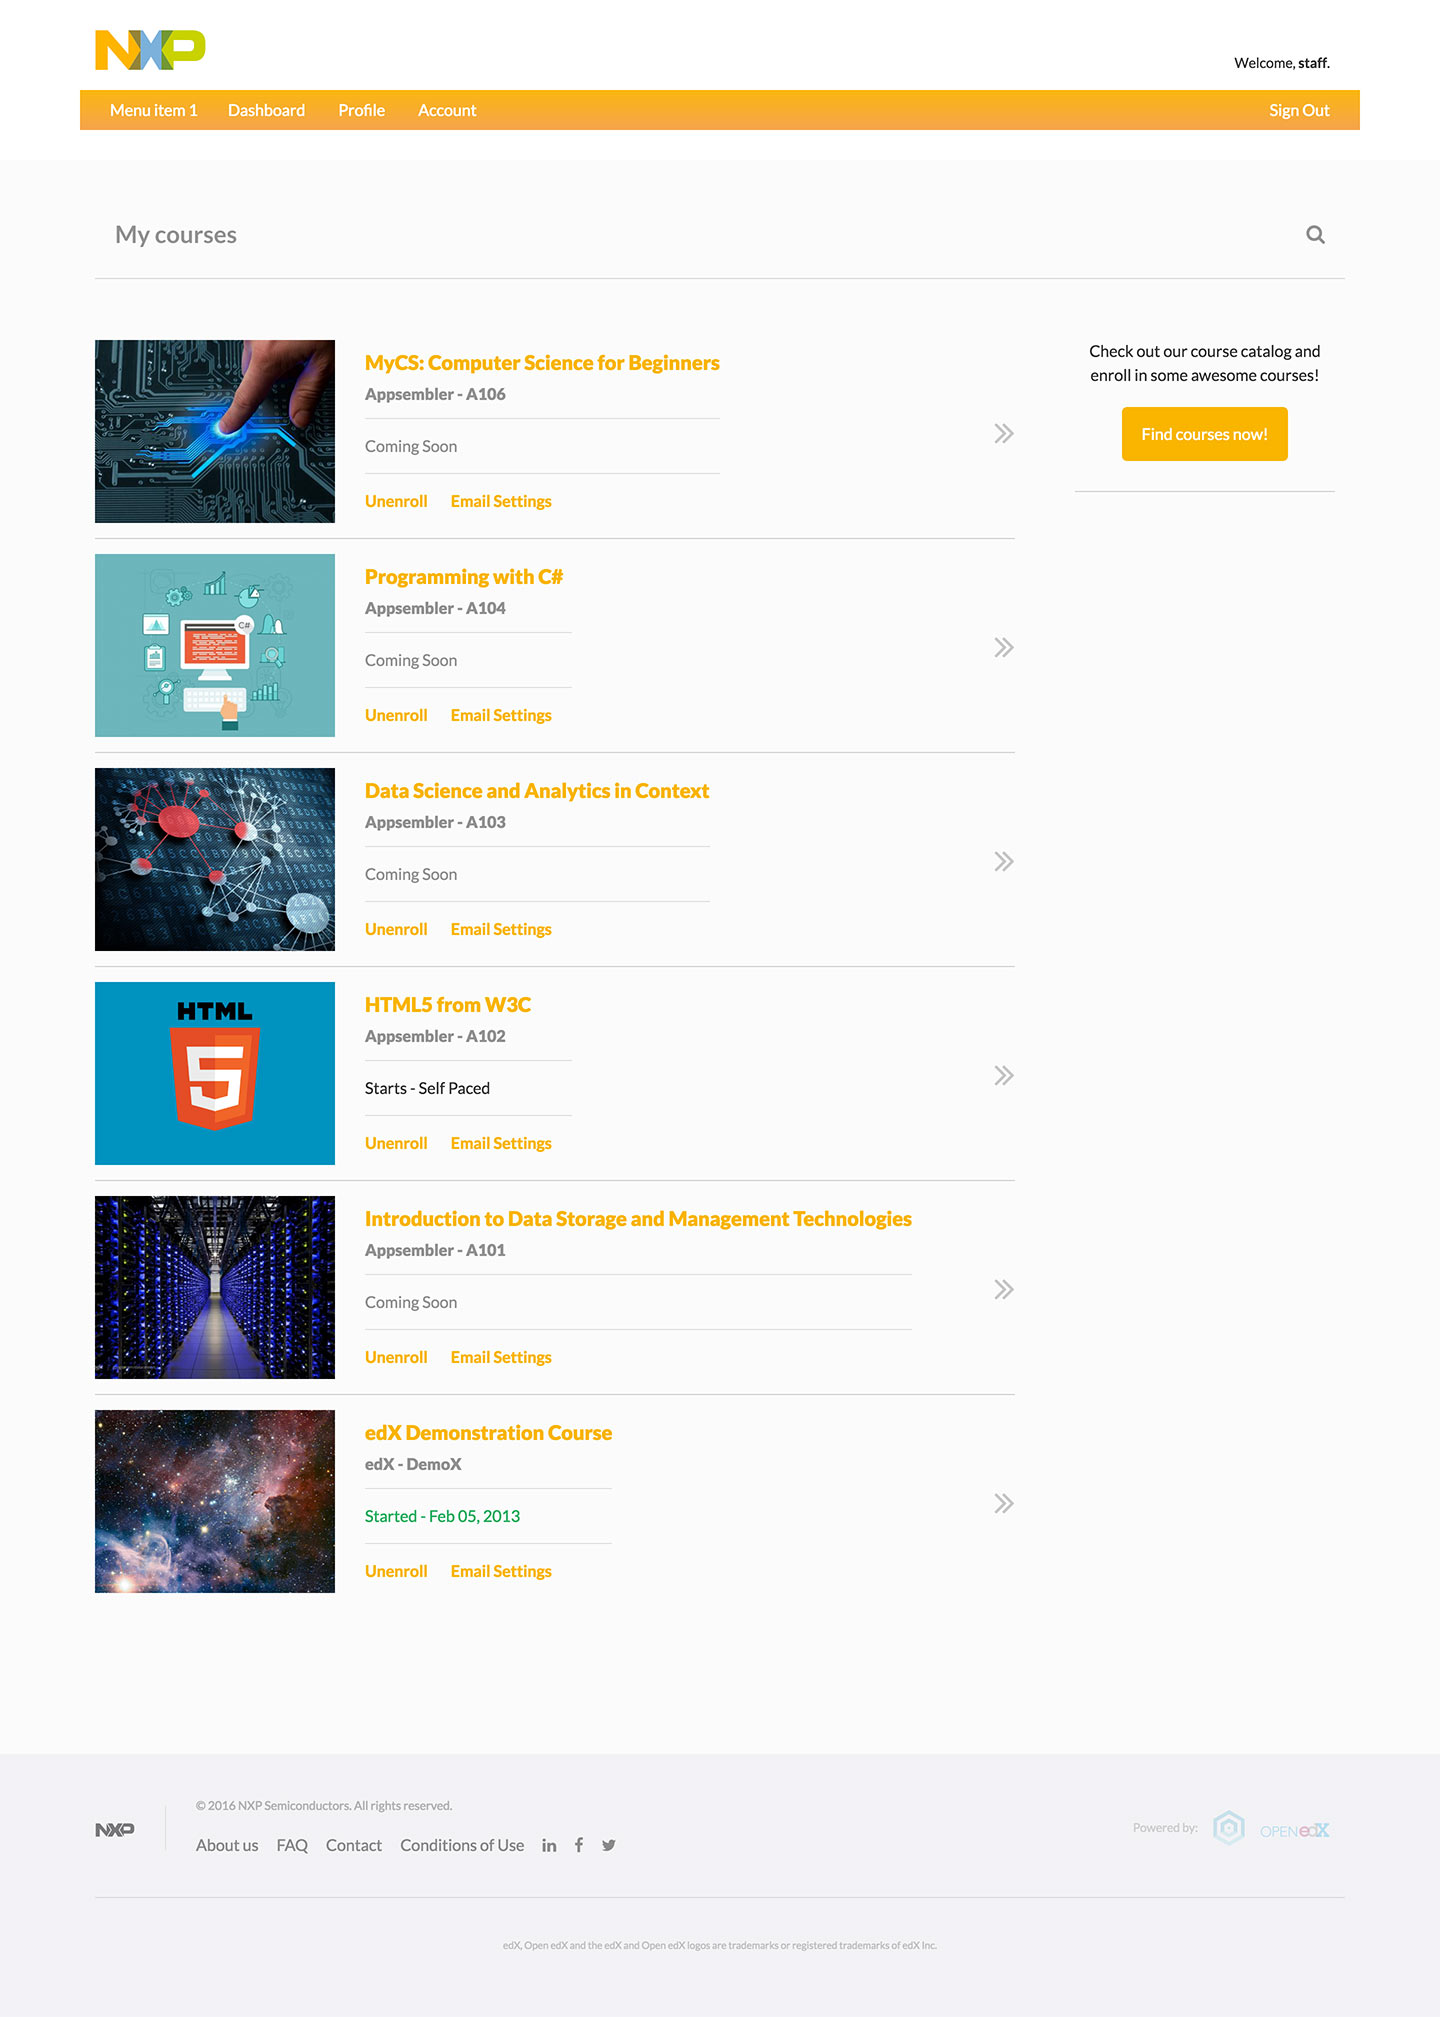 NXP
Welcome, staff.
Menu item 1 Dashboard Profile Account Sign Out
My courses
MyCS: Computer Science for Beginners
Appsembler - A106
Coming Soon
Unenroll Email Settings
Check out our course catalog and
enroll in some awesome courses!
Find courses now!
C#
Programming with C#
Appsembler - A104
Coming Soon
Unenroll Email Settings
Data Science and Analytics in Context
Appsembler - A103
Coming Soon
Unenroll Email Settings
HTML
5
HTML5 from W3C
Appsembler - A102
Starts - Self Paced
Unenroll Email Settings
Introduction to Data Storage and Management Technologies
Appsembler - A101
Coming Soon
Unenroll Email Settings
edX Demonstration Course
edX - DemoX
Started - Feb 05, 2013
Unenroll Email Settings
NXP
© 2016 NXP Semiconductors. All rights reserved.
About us FAQ Contact Conditions of Use in f
Powered by: OPEN edX
edX, Open edX and the edX and Open edX logos are trademarks or registered trademarks of edX Inc.